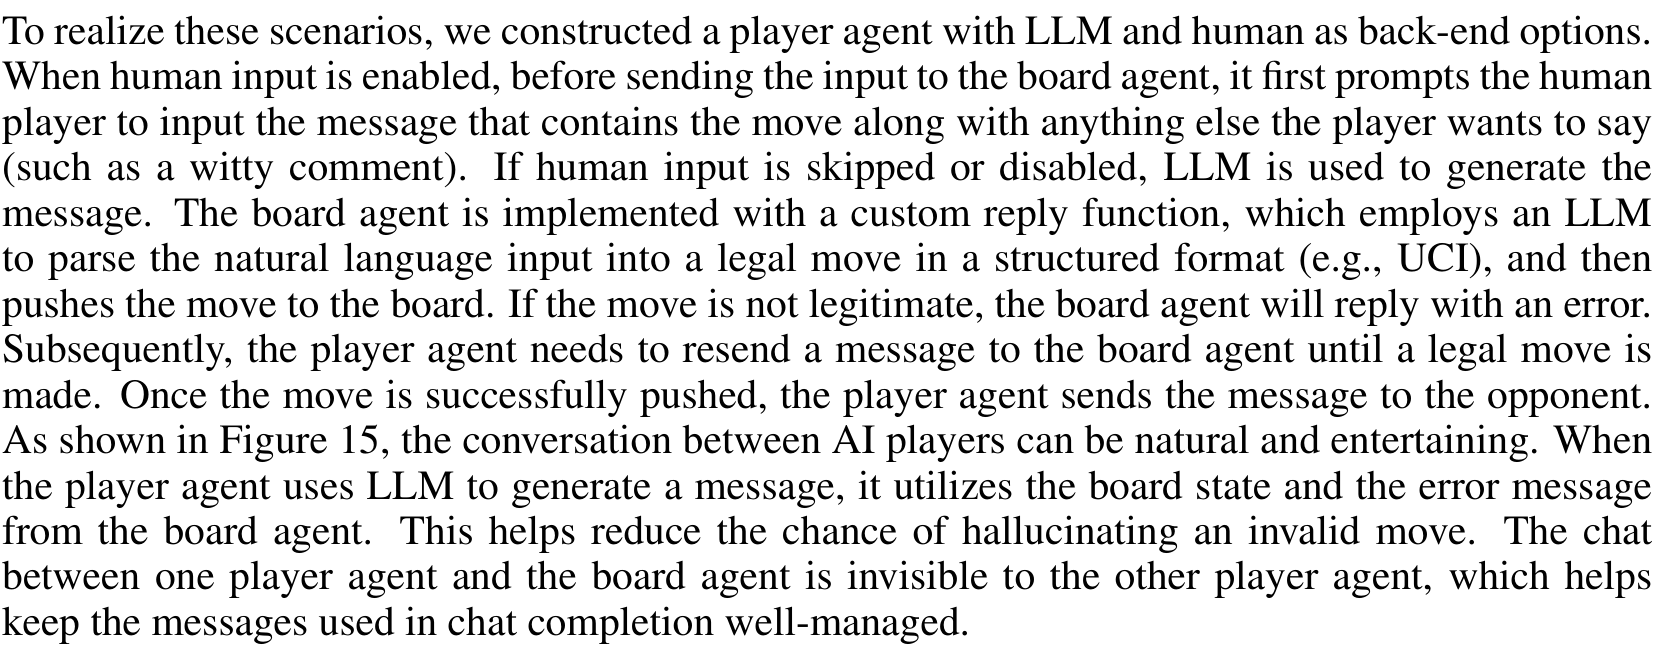 To realize these scenarios, we constructed a player agent with LLM and human as back-end options.
When human input is enabled, before sending the input to the board agent, it first prompts the human
player to input the message that contains the move along with anything else the player wants to say
(such as a witty comment). If human input is skipped or disabled, LLM is used to generate the
message. The board agent is implemented with a custom reply function, which employs an LLM
to parse the natural language input into a legal move in a structured format (e.g., UCI), and then
pushes the move to the board. If the move is not legitimate, the board agent will reply with an error.
Subsequently, the player agent needs to resend a message to the board agent until a legal move is
made. Once the move is successfully pushed, the player agent sends the message to the opponent.
As shown in Figure 15, the conversation between AI players can be natural and entertaining. When
the player agent uses LLM to generate a message, it utilizes the board state and the error message
from the board agent. This helps reduce the chance of hallucinating an invalid move. The chat
between one player agent and the board agent is invisible to the other player agent, which helps
keep the messages used in chat completion well-managed.